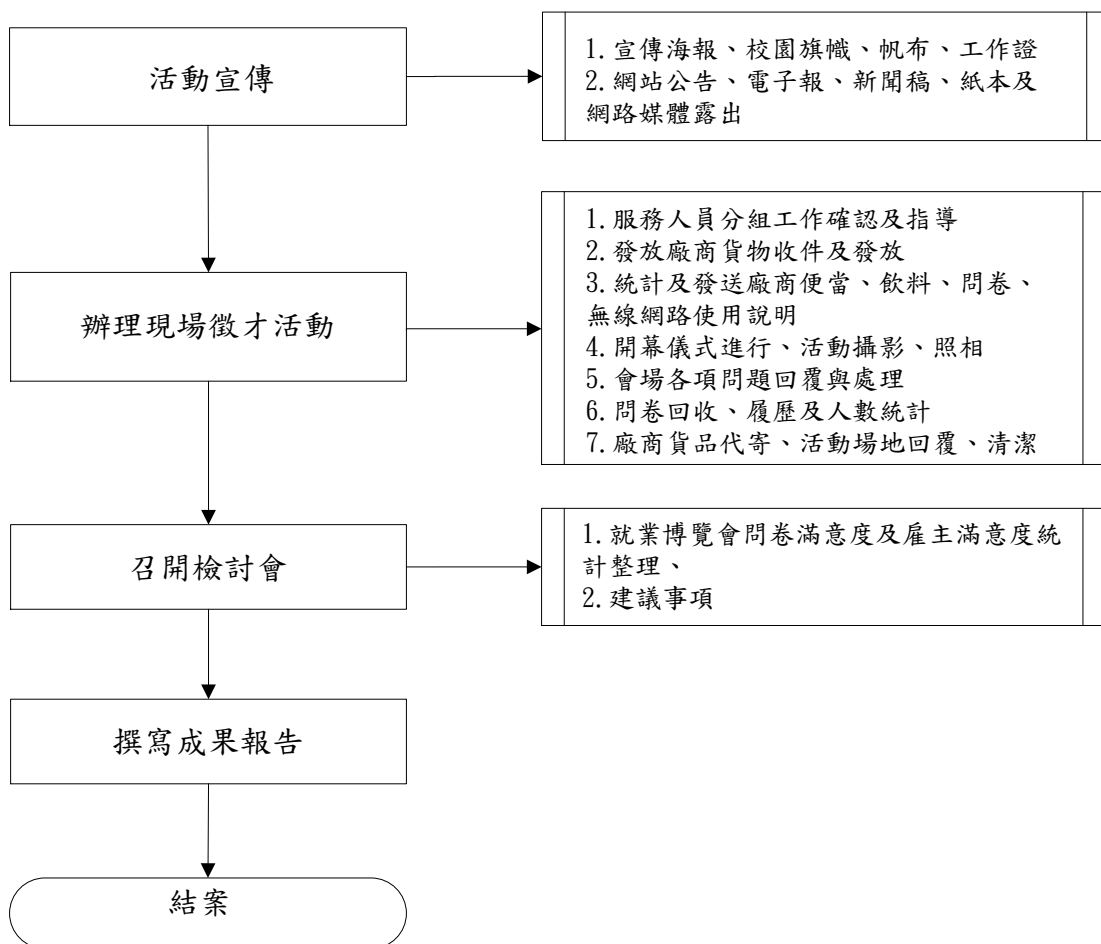 活動宣傳
1.宣傳海報、校園旗幟、帆布、工作證
2.網站公告、電子報、新聞稿、紙本及
網路媒體露出
辦理現場徵才活動
1.服務人員分組工作確認及指導
2.發放廠商貨物收件及發放
3.統計及發送廠商便當、飲料、問卷、
無線網路使用說明
4.開幕儀式進行、活動攝影、照相
5.會場各項問題回覆與處理
6.問卷回收、履歷及人數統計
7.廠商貨品代寄、活動場地回覆、清潔
召開檢討會
1.就業博覽會問卷滿意度及雇主滿意度統
計整理、
2.建議事項
撰寫成果報告
結案